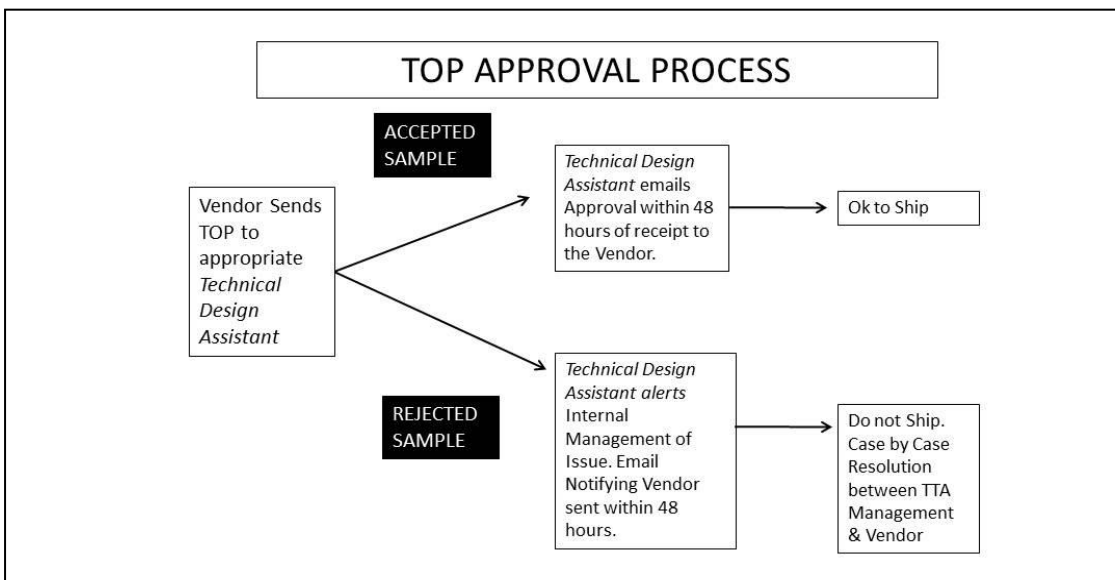 TOP APPROVAL PROCESS
ACCEPTED
SAMPLE
Vendor Sends
TOP to
appropriate
Technical
Design
Assistant
Technical Design
Assistant emails
Approval within 48
hours of receipt to
the Vendor.
Ok to Ship
REJECTED
SAMPLE
Technical Design
Assistant alerts
Internal
Management of
Issue. Email
Notifying Vendor
sent within 48
hours.
Do not Ship.
Case by Case
Resolution
between TTA
Management
& Vendor